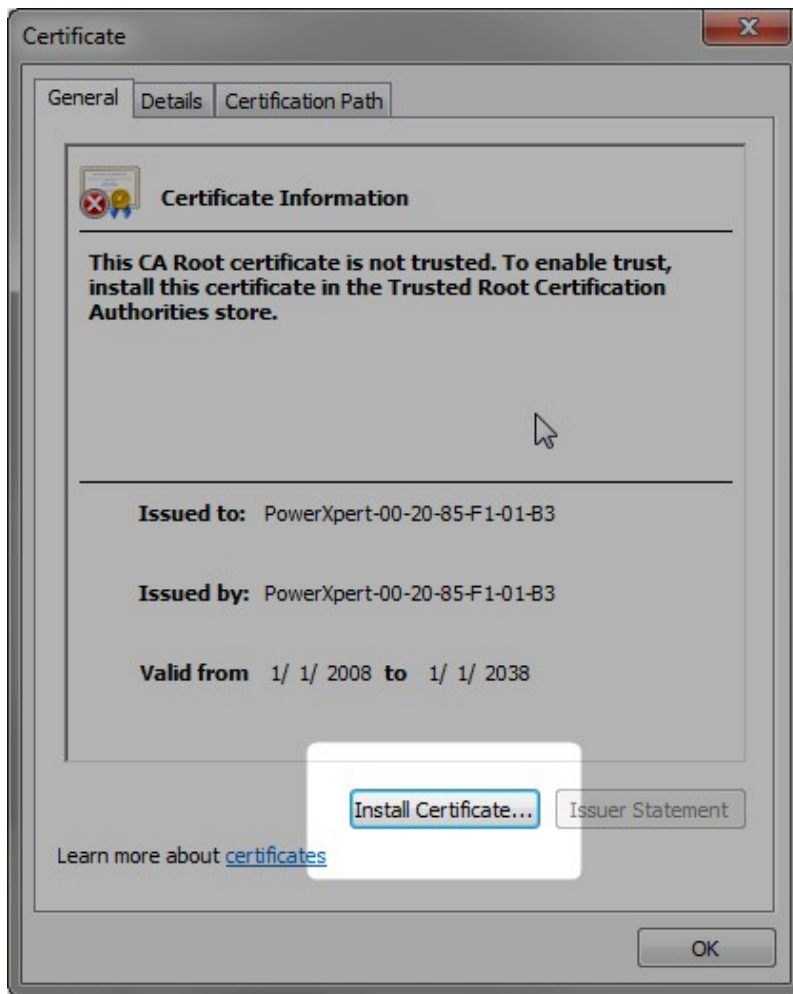 Certificate
General Details Certification Path
Certificate Information
This CA Root certificate is not trusted. To enable trust,
install this certificate in the Trusted Root Certification
Authorities store.
Issued to: PowerXpert-00-20-85-F1-01-B3
Issued by: PowerXpert-00-20-85-F1-01-B3
Valid from 1/ 1/ 2008 to 1/ 1/ 2038
Install Certificate... Issuer Statement
Learn more about certificates
OK